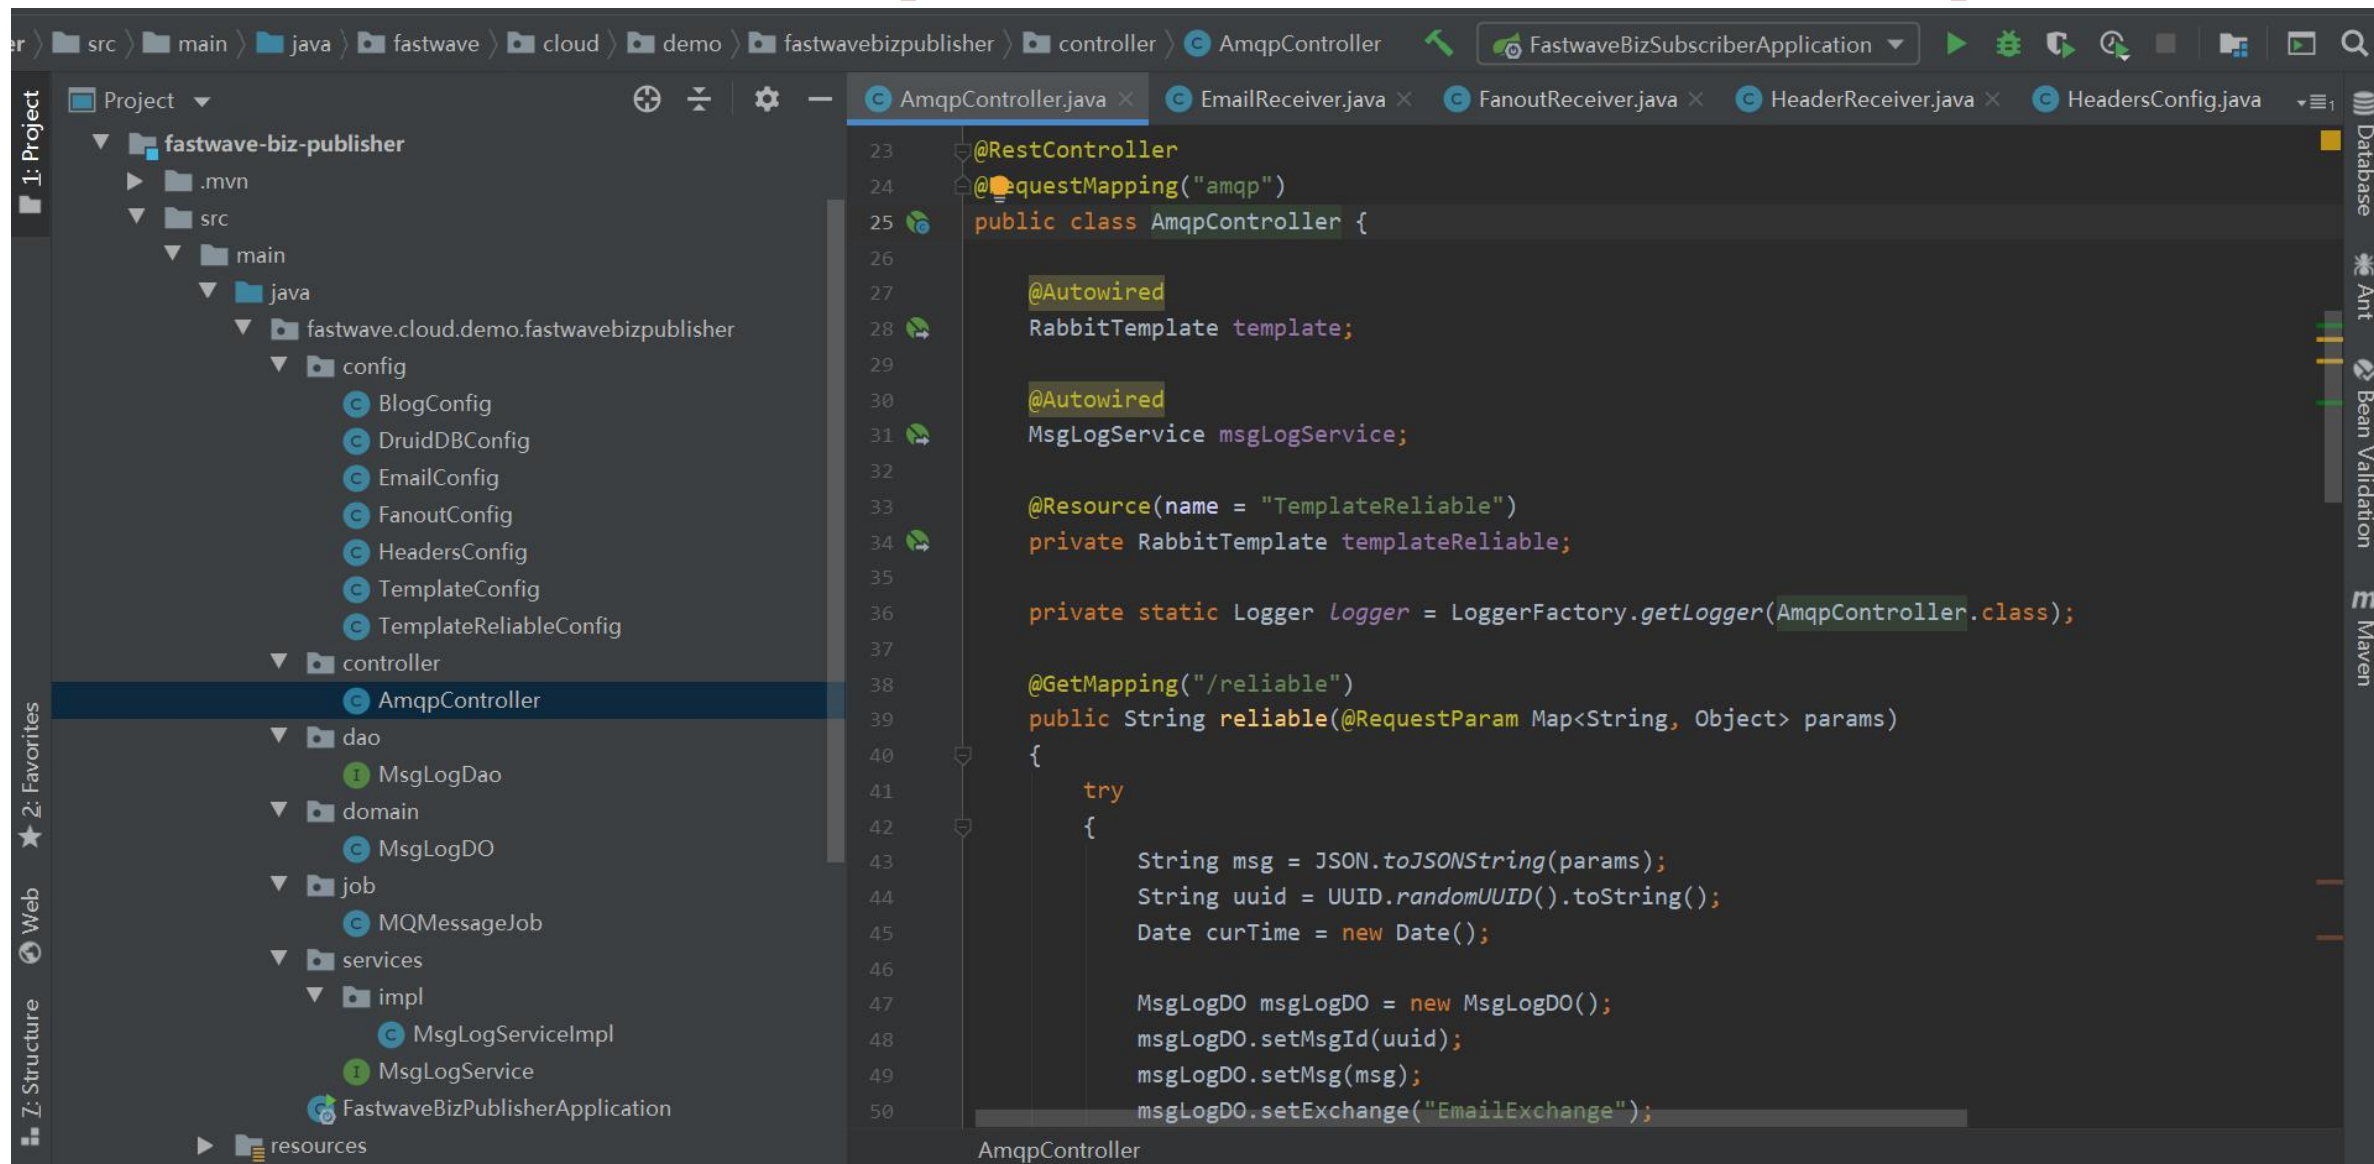 er src main java fastwave cloud demo fastwavebizpublisher controller AmqpController FastwaveBizSubscriberApplication
Project
AmqpController.java EmailReceiver.java FanoutReceiver.java HeaderReceiver.java HeadersConfig.java
1: Project
2: Favorites
Web
7: Structure
fastwave-biz-publisher
.mvn
src
main
java
fastwave.cloud.demo.fastwavebizpublisher
config
BlogConfig
DruidDBConfig
EmailConfig
FanoutConfig
HeadersConfig
TemplateConfig
TemplateReliableConfig
controller
AmqpController
dao
MsgLogDao
domain
MsgLogDO
job
MQMessageJob
services
impl
MsgLogServiceImpl
MsgLogService
FastwaveBizPublisherApplication
resources
23 @RestController
24 @RequestMapping("amqp")
25 public class AmqpController {
26
27 @Autowired
28 RabbitTemplate template;
29
30 @Autowired
31 MsgLogService msgLogService;
32
33 @Resource(name = "TemplateReliable")
34 private RabbitTemplate templateReliable;
35
36 private static Logger logger = LoggerFactory.getLogger(AmqpController.class);
37
38 @GetMapping("/reliable")
39 public String reliable(@RequestParam Map<String, Object> params)
40 {
41 try
42 {
43 String msg = JSON.toJSONString(params);
44 String uuid = UUID.randomUUID().toString();
45 Date curTime = new Date();
46
47 MsgLogDO msgLogDO = new MsgLogDO();
48 msgLogDO.setMsgId(uuid);
49 msgLogDO.setMsg(msg);
50 msgLogDO.setExchange("EmailExchange");
AmqpController
Database
Ant
Bean Validation
Maven